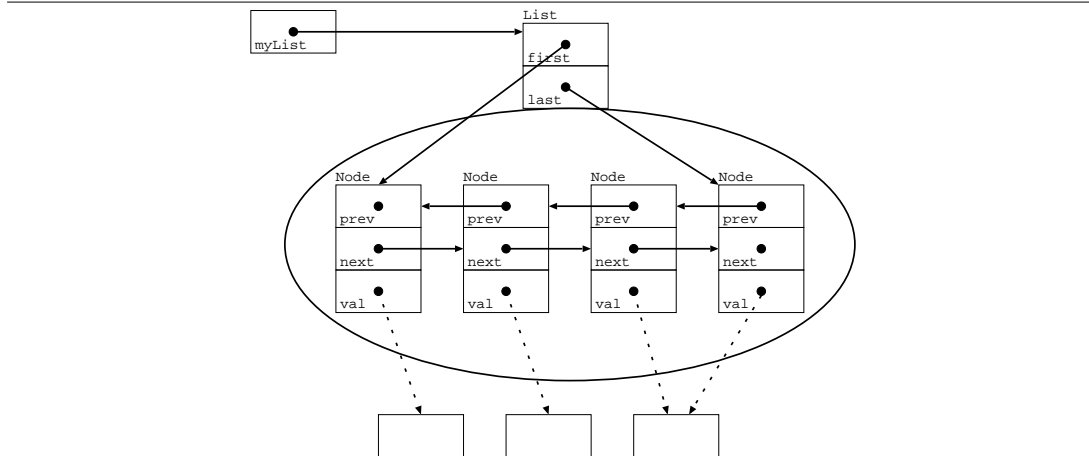 List
myList
first
last
Node Node Node Node
prev prev prev prev
next next next next
val val val val